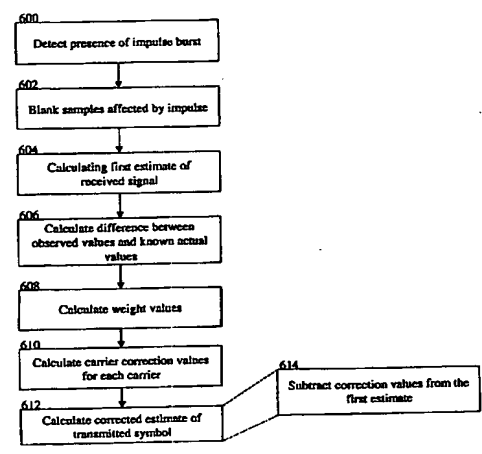 600
Detect presence of impulse burst
602
Blank samples affected by impulse
604
Calculating first estimate of
received signal
606
Calculate difference between
observed values and known actual
values
608
Calculate weight values
610
Calculate carrier correction values
for each carrier
612
Calculate corrected estimate of
transmitted symbol
614
Subtract correction values from the
first estimate